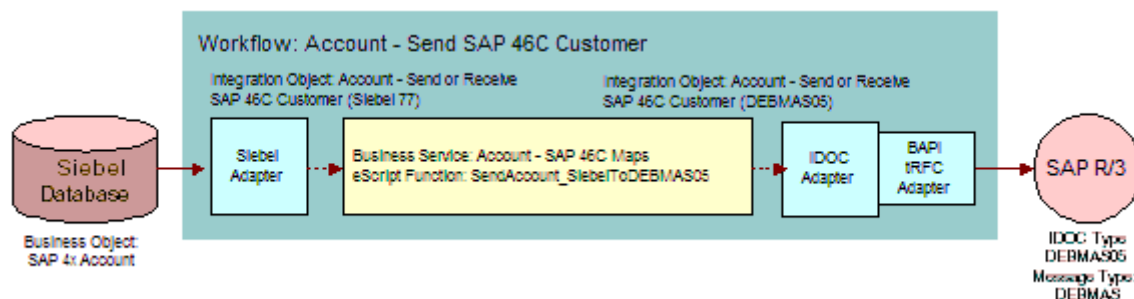 Workflow: Account - Send SAP 46C Customer
Integration Object: Account - Send or Receive
SAP 46C Customer (Siebel 77)
Integration Object: Account - Send or Receive
SAP 46C Customer (DEBMAS05)
Siebel
Database
Siebel
Adapter
Business Service: Account - SAP 46C Maps
eScript Function: SendAccount_SiebelToDEBMAS05
IDOC
Adapter
BAPI
tRFC
Adapter
SAP R/3
Business Object:
SAP 4x Account
IDOC Type
DEBMAS05
Message Type:
DEBMAS